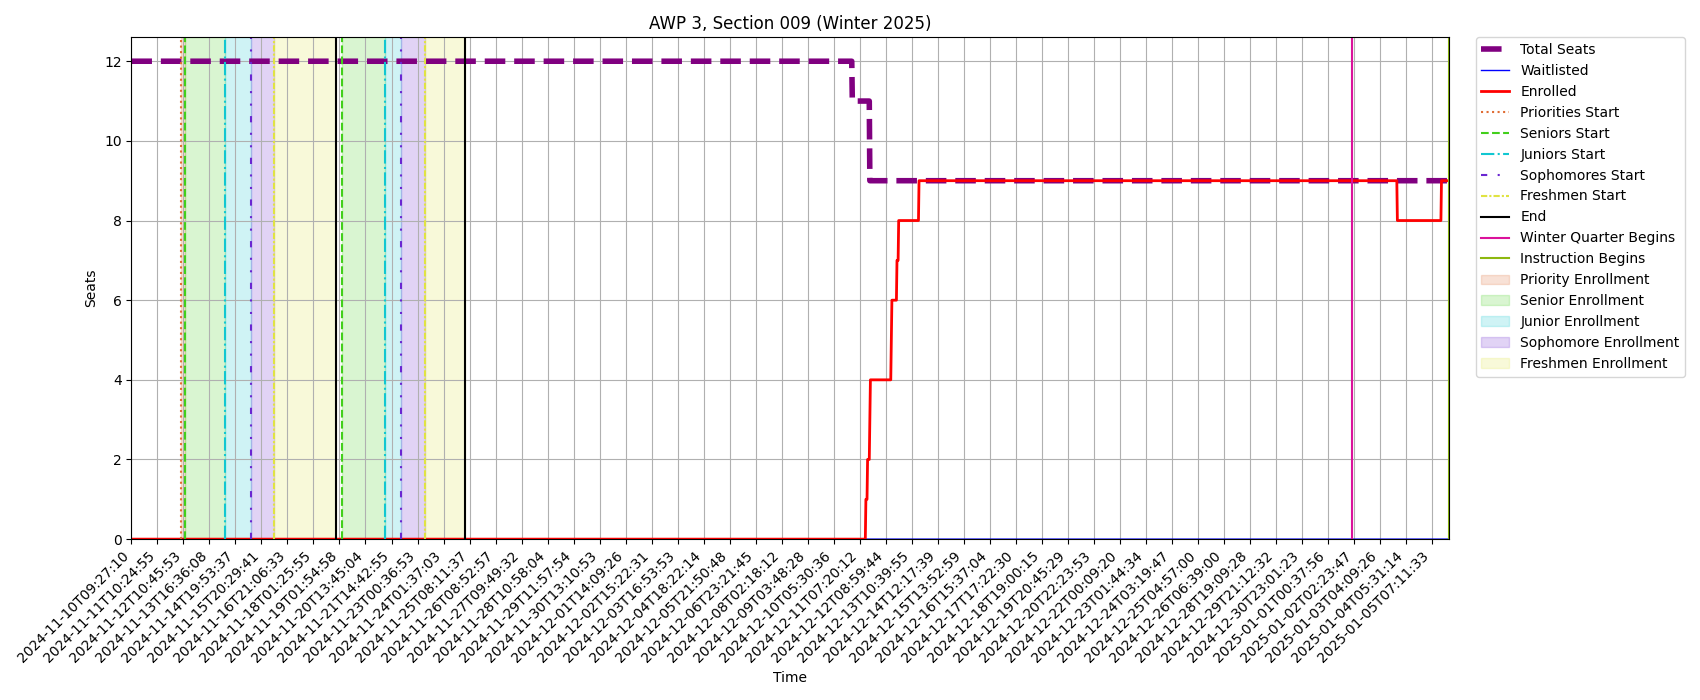 AWP 3, Section 009 (Winter 2025)
Seats
12
10
8
6
4
2
0
2024-11-10T09:27:10
2024-11-11T10:24:55
2024-11-12T10:45:53
2024-11-13T16:36:08
2024-11-14T19:53:37
2024-11-15T20:29:41
2024-11-16T21:06:33
2024-11-18T01:25:55
2024-11-19T01:54:58
2024-11-20T13:45:04
2024-11-21T14:42:55
2024-11-23T00:36:53
2024-11-24T01:37:03
2024-11-25T08:11:37
2024-11-26T08:52:57
2024-11-27T09:49:32
2024-11-28T10:58:04
2024-11-29T11:57:54
2024-11-30T13:10:53
2024-12-01T14:09:26
2024-12-02T15:22:31
2024-12-03T16:53:53
2024-12-04T18:22:14
2024-12-05T21:50:48
2024-12-06T23:21:45
2024-12-08T02:18:12
2024-12-09T03:48:28
2024-12-10T05:30:36
2024-12-11T07:20:12
2024-12-12T08:59:44
2024-12-13T10:39:55
2024-12-14T12:17:39
2024-12-15T13:52:59
2024-12-16T15:37:04
2024-12-17T17:22:30
2024-12-18T19:00:15
2024-12-19T20:45:29
2024-12-20T22:23:53
2024-12-22T00:09:20
2024-12-23T01:44:34
2024-12-24T03:19:47
2024-12-25T04:57:00
2024-12-26T06:39:00
2024-12-28T19:09:28
2024-12-29T21:12:32
2024-12-30T23:01:23
2025-01-01T00:37:56
2025-01-02T02:23:47
2025-01-03T04:09:26
2025-01-04T05:31:14
2025-01-05T07:11:33
Time
Total Seats
Waitlisted
Enrolled
Priorities Start
Seniors Start
Juniors Start
Sophomores Start
Freshmen Start
End
Winter Quarter Begins
Instruction Begins
Priority Enrollment
Senior Enrollment
Junior Enrollment
Sophomore Enrollment
Freshmen Enrollment